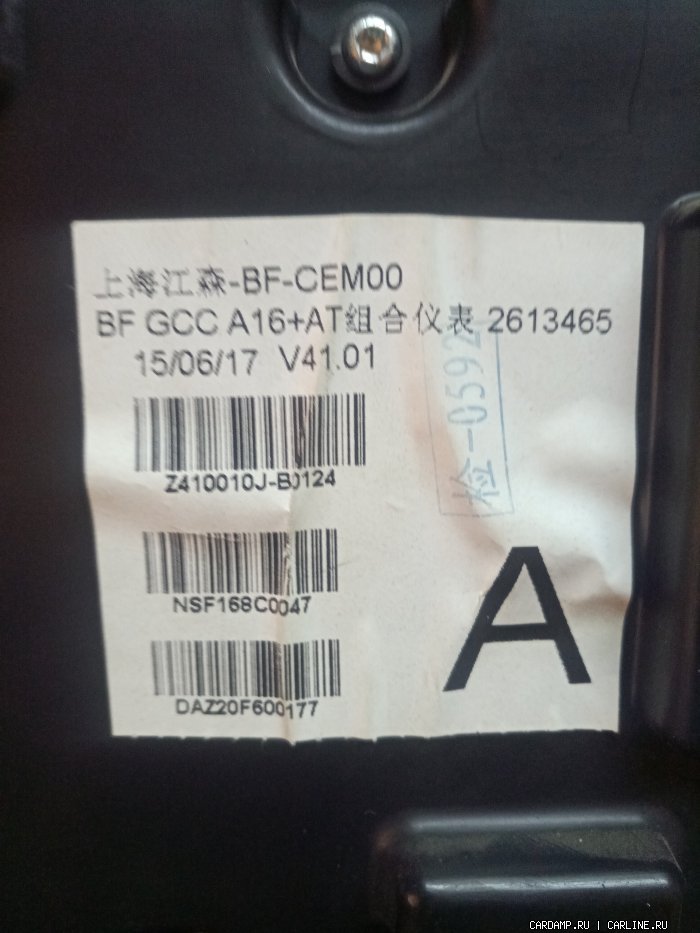 上海江森-BF-CEM00
BF GCC A16+AT组合仪表 2613465
15/06/17 V41.01
Z410010J-B0124
检-0592
NSF168C0047
DAZ20F600177
A
CARDAMP.RU | CARLINE.RU